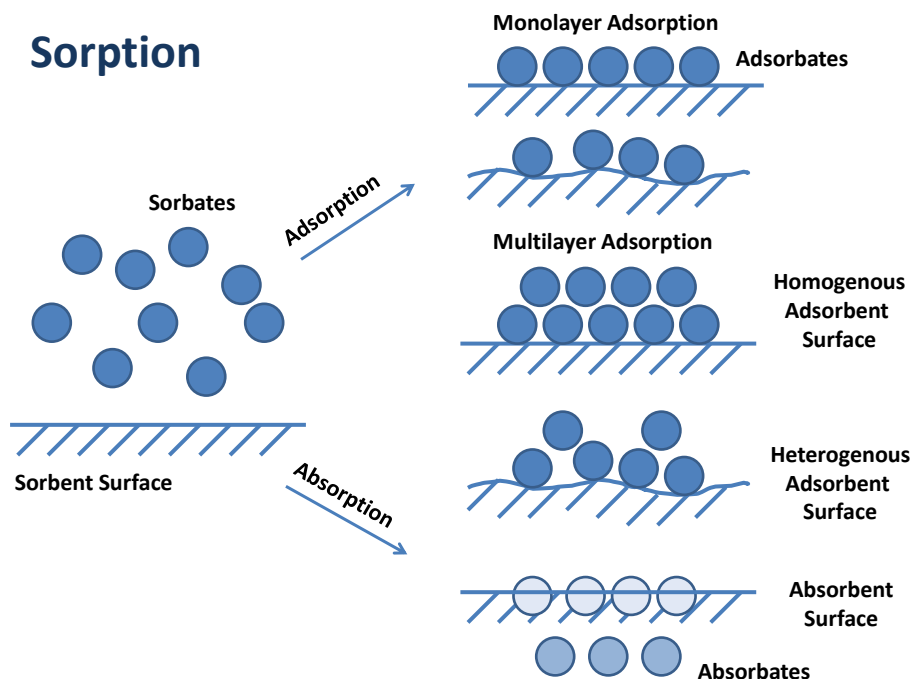 Sorption
Monolayer Adsorption
Adsorbates
Sorbates
Adsorption
Multilayer Adsorption
Homogenous
Adsorbent
Surface
Sorbent Surface
Absorption
Heterogenous
Adsorbent
Surface
Absorbent
Surface
Absorbates